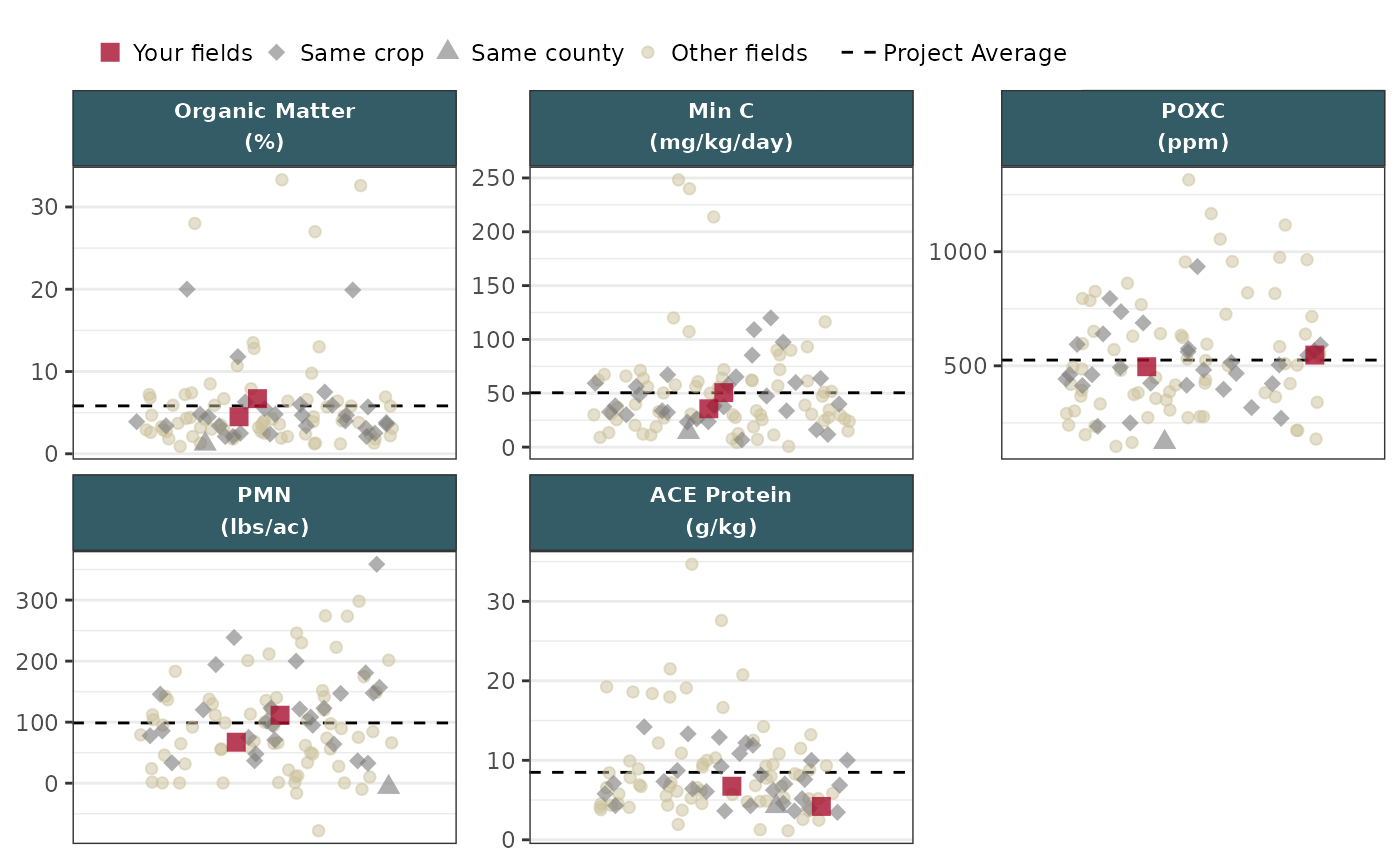 Your fields Same crop Same county Other fields Project Average
Organic Matter
(%)
Min C
(mg/kg/day)
POXC
(ppm)
30
20
10
0
250
200
150
100
50
0
1000
500
PMN
(lbs/ac)
ACE Protein
(g/kg)
300
200
100
0
30
20
10
0